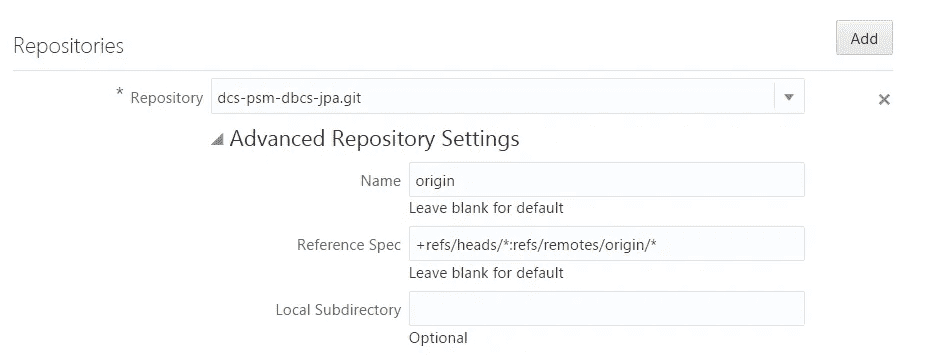 Add
Repositories
* Repository dcs-psm-dbcs-jpa.git
Advanced Repository Settings
Name origin
Leave blank for default
Reference Spec +refs/heads/*:refs/remotes/origin/*
Leave blank for default
Local Subdirectory
Optional